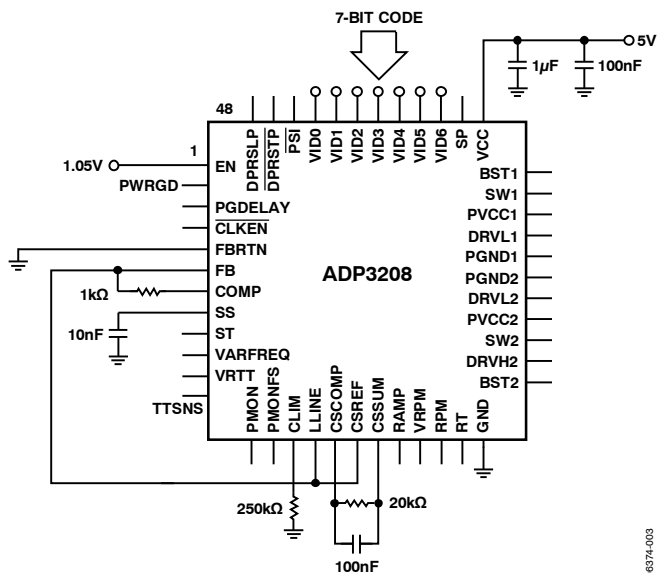 7-BIT CODE
5V
1µF
100nF
48
DPRSLP
DPRSTP
PSI
VID0
VID1
VID2
VID3
VID4
VID5
VID6
SP
VCC
1
1.05V
EN
PWRGD
PGDELAY
CLKEN
FBRTN
FB
1kΩ
COMP
SS
10nF
ST
VARFREQ
VRTT
TTSNS
ADP3208
BST1
SW1
PVCC1
DRVL1
PGND1
PGND2
DRVL2
PVCC2
SW2
DRVH2
BST2
PMON
PMONFS
CLIM
LLINE
CSCOMP
CSREF
CSSUM
RAMP
VRPM
RPM
RT
GND
250kΩ
20kΩ
100nF
6374-003